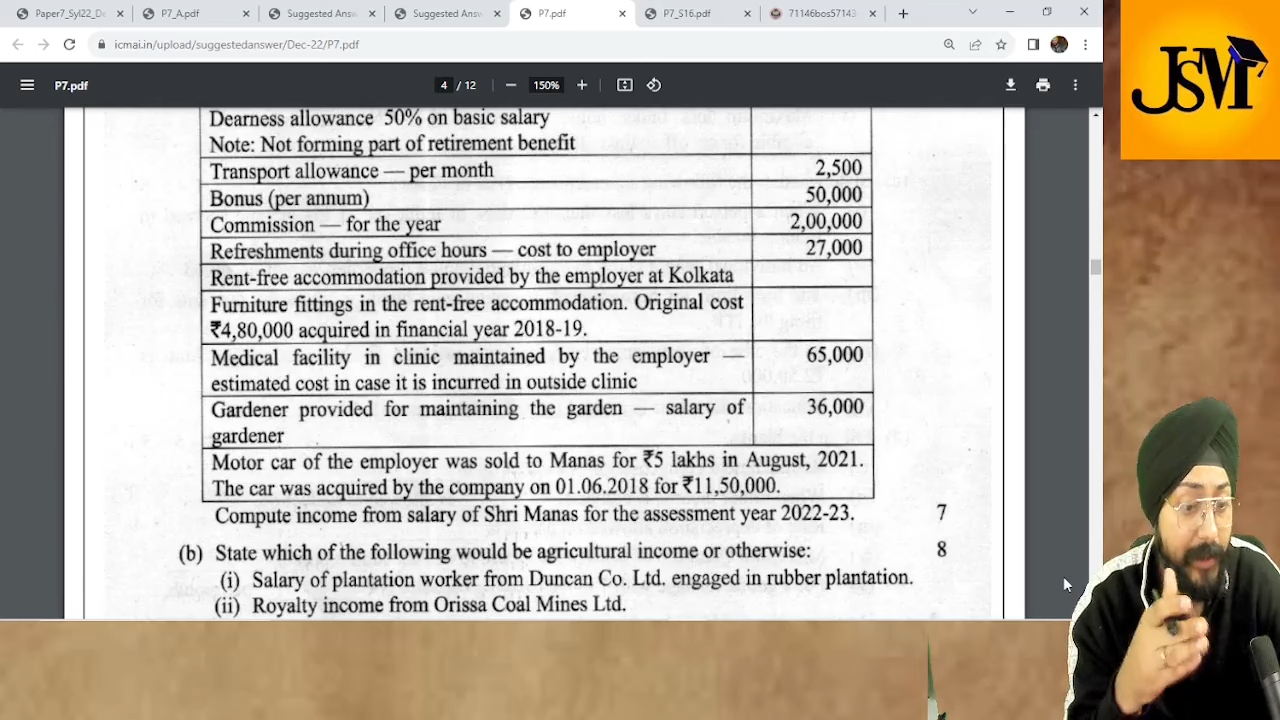 Paper7_Syl22_De
P7_A.pdf
Suggested Answ
Suggested Answ
P7.pdf
P7_S16.pdf
71146bos5714
icmai.in/upload/suggestedanswer/Dec-22/P7.pdf
JSM
P7.pdf
4 / 12
150%
Dearness allowance 50% on basic salary
Note: Not forming part of retirement benefit
Transport allowance — per month 2,500
Bonus (per annum) 50,000
Commission — for the year 2,00,000
Refreshments during office hours — cost to employer 27,000
Rent-free accommodation provided by the employer at Kolkata
Furniture fittings in the rent-free accommodation. Original cost
₹4,80,000 acquired in financial year 2018-19.
Medical facility in clinic maintained by the employer — 65,000
estimated cost in case it is incurred in outside clinic
Gardener provided for maintaining the garden — salary of 36,000
gardener
Motor car of the employer was sold to Manas for ₹5 lakhs in August, 2021.
The car was acquired by the company on 01.06.2018 for ₹11,50,000.
Compute income from salary of Shri Manas for the assessment year 2022-23. 7
(b) State which of the following would be agricultural income or otherwise: 8
(i) Salary of plantation worker from Duncan Co. Ltd. engaged in rubber plantation.
(ii) Royalty income from Orissa Coal Mines Ltd.